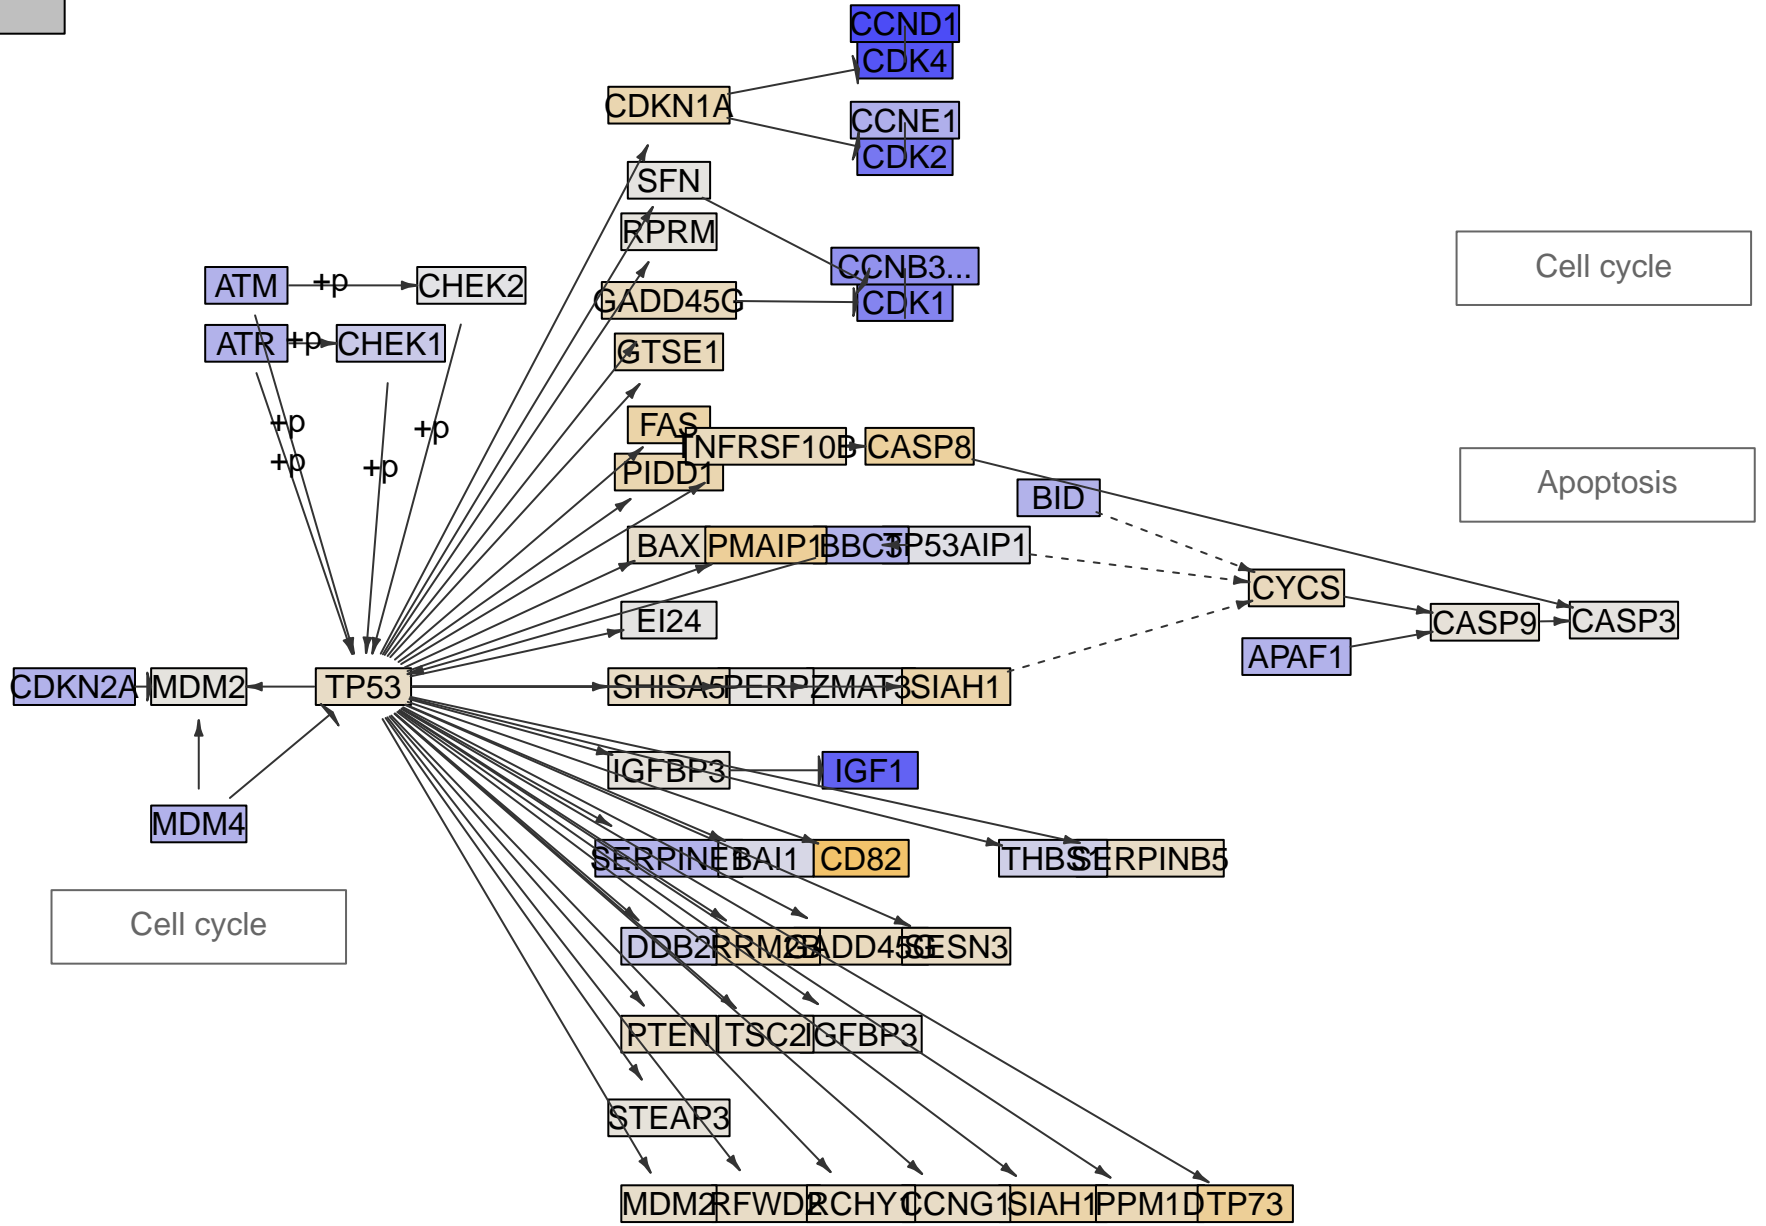 CCND1
CDK4
CDKN1A
CCNE1
CDK2
SFN
RPRM
CCNB3...
Cell cycle
ATM
+p
CHEK2
GADD45G
CDK1
ATR
+p
CHEK1
GTSE1
+p
+p
FAS
TNFRSF10B
CASP8
+p
+p
PIDD1
Apoptosis
BID
BAX
PMAIP1
BBC3
TP53AIP1
CYCS
EI24
CASP9
CASP3
APAF1
CDKN2A
MDM2
TP53
SHISA5
PERP
ZMAT3
SIAH1
IGFBP3
IGF1
MDM4
SERPINE1
BAI1
CD82
THBS1
SERPINB5
Cell cycle
DDB2
RRM2B
GADD45G
SESN3
PTEN
TSC2
IGFBP3
STEAP3
MDM2
RFWD2
RCHY1
CCNG1
SIAH1
PPM1D
TP73